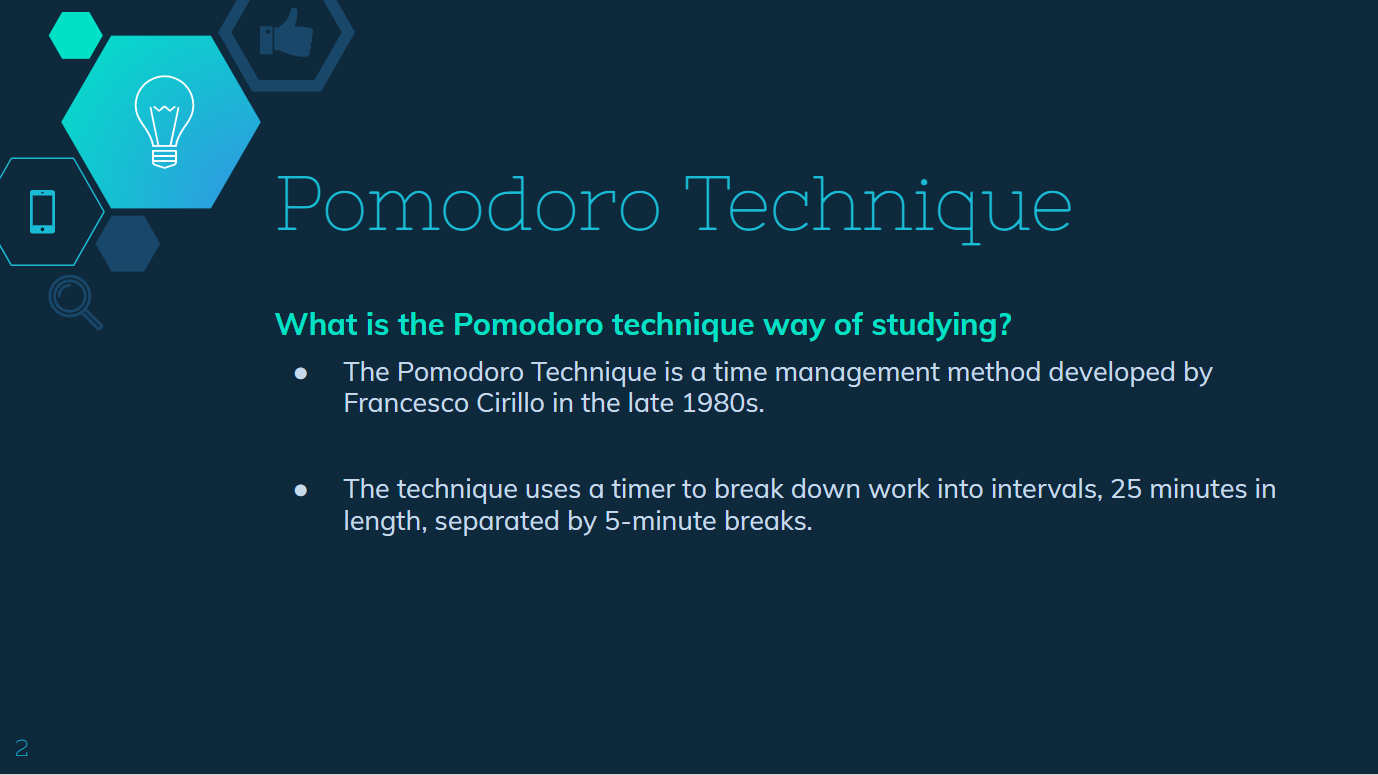 Pomodoro Technique
What is the Pomodoro technique way of studying?
● The Pomodoro Technique is a time management method developed by
Francesco Cirillo in the late 1980s.
● The technique uses a timer to break down work into intervals, 25 minutes in
length, separated by 5-minute breaks.
2